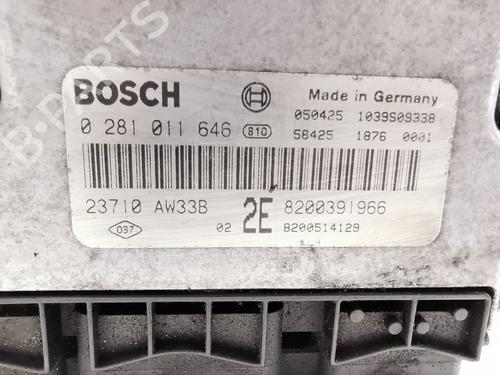 BOSCH
Made in Germany
0 281 011 646 810
050425 1039S09338
58425 1876 0001
23710 AW33B 2E 8200391966
037 02 8200514129
B-PARTS